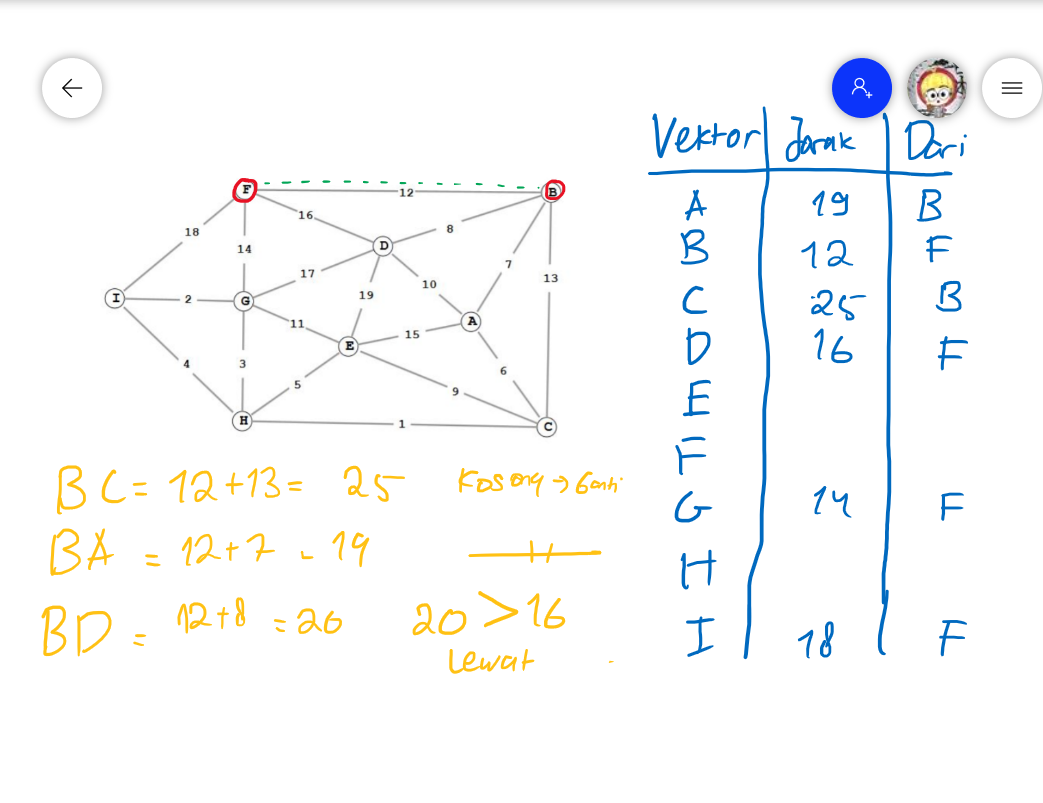 Vektor Jarak Dari
F 12 B
A 19 B
16
18 8
B 12 F
14 D
17 7 13
10
19
C 25 B
I 2 G
11 A
15
D 16 F
E
4 3 6
5 9
E
H 1 C
F
BC = 12+13 = 25 Kosong → Ganti
G 14 F
BA = 12+7 = 19
H
BD = 12+8 = 20 20 > 16
I 18 F
Lewat